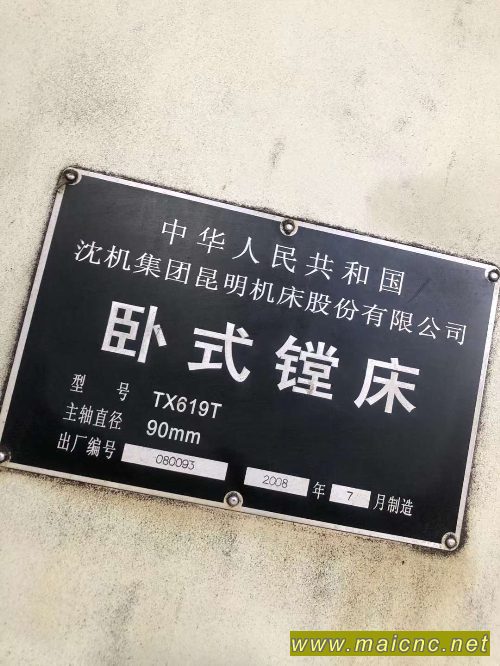 中华人民共和国
沈机集团昆明机床股份有限公司
卧式镗床
型号 TX619T
主轴直径 90mm
出厂编号 080093 2008 年 7 月制造
www.maicnc.net